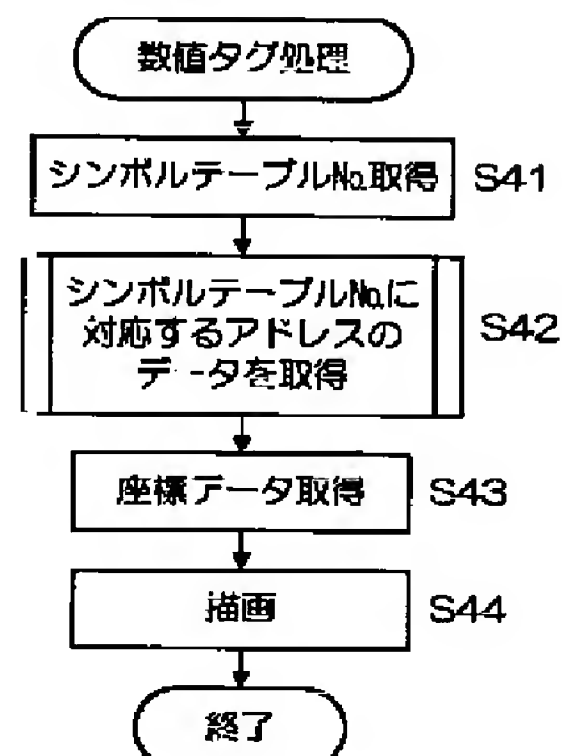 数値タグ処理
シンボルテーブル№取得 S41
シンボルテーブル№に
対応するアドレスの
データを取得
S42
座標データ取得 S43
描画 S44
終了